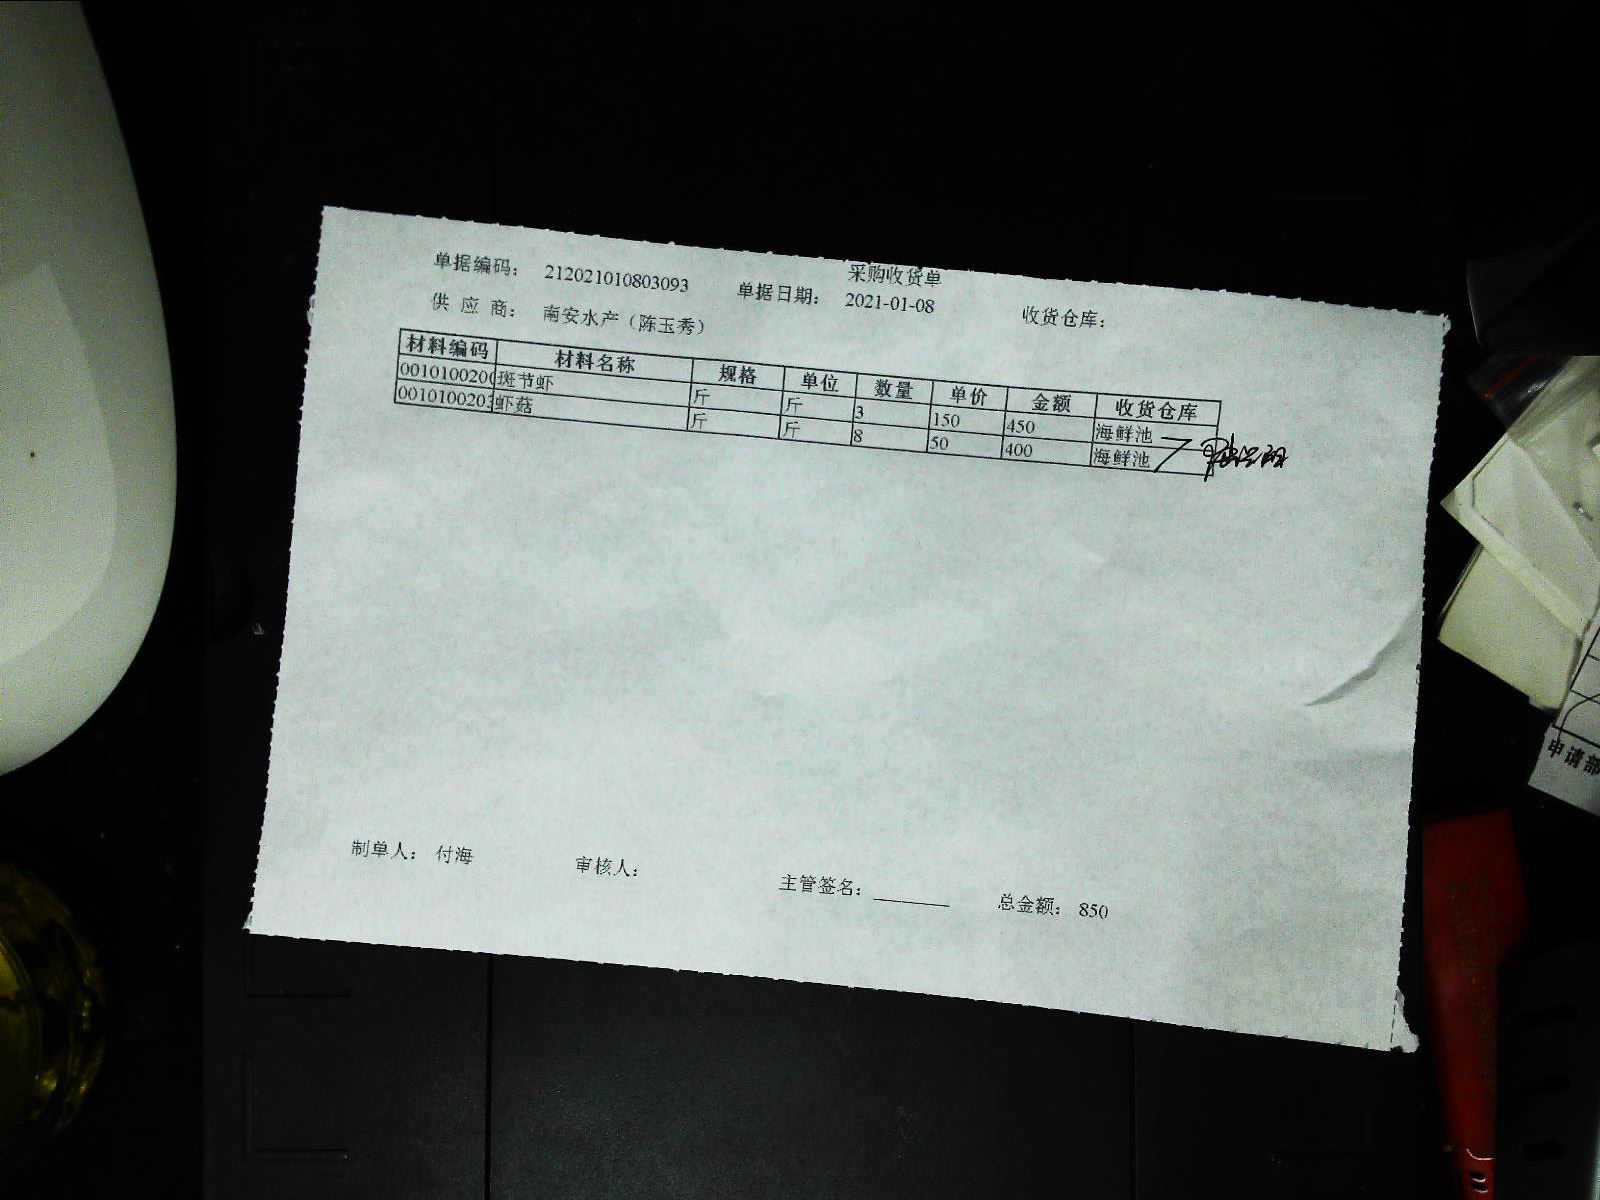 采购收货单
单据编码： 212021010803093 单据日期： 2021-01-08 收货仓库：
供 应 商： 南安水产（陈玉秀）
材料编码 材料名称 规格 单位 数量 单价 金额 收货仓库
0010100200 斑节虾 斤 斤 3 150 450 海鲜池
0010100203 虾菇 斤 斤 8 50 400 海鲜池
制单人： 付海 审核人： 主管签名： 总金额： 850
申请部